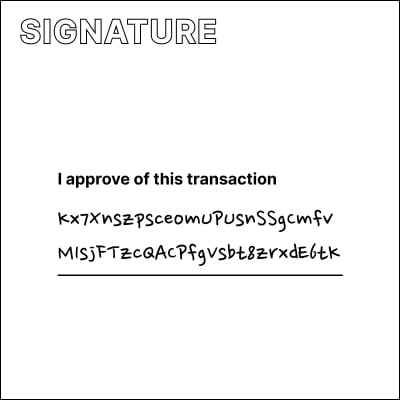 SIGNATURE
I approve of this transaction
kx7XnszpsceomUPUSnSSgcmfv
MISjFTzcQACPfgVsbt8zrxdE6tK